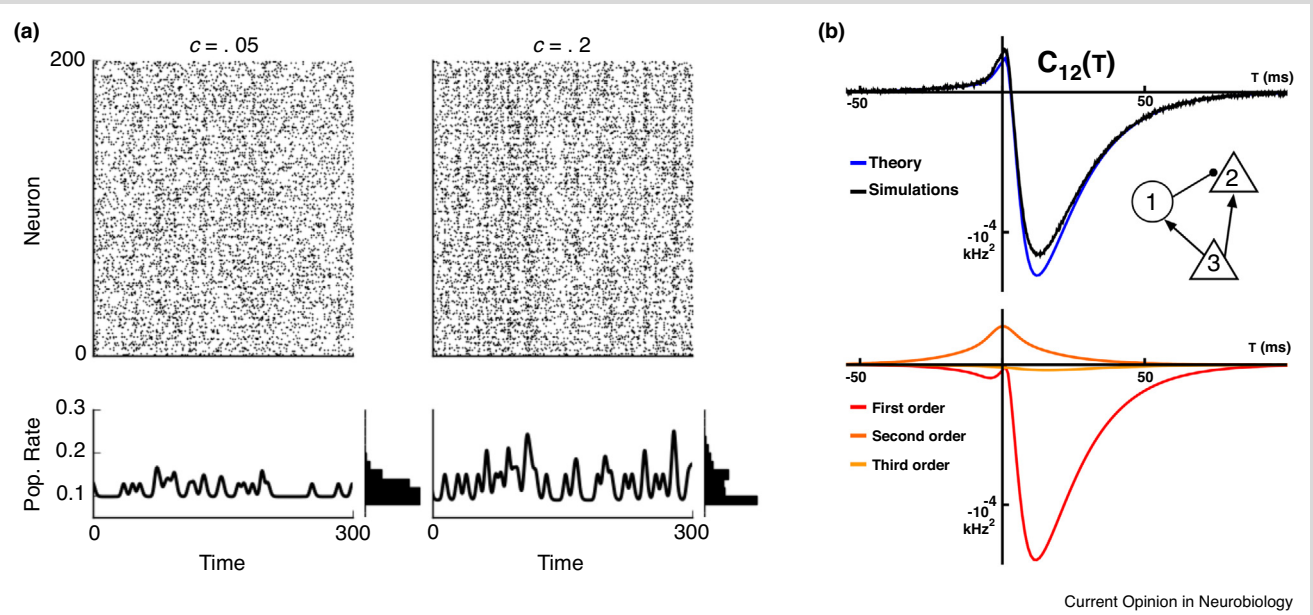 (a)
c = . 05
c = . 2
200
Neuron
0
0.3
0.2
0.1
Pop. Rate
0
300
Time
0
300
Time
(b)
C12(T)
T (ms)
-50
50
Theory
Simulations
-10-4
kHz2
1
2
3
T (ms)
-50
50
First order
Second order
Third order
-10-4
kHz2
Current Opinion in Neurobiology